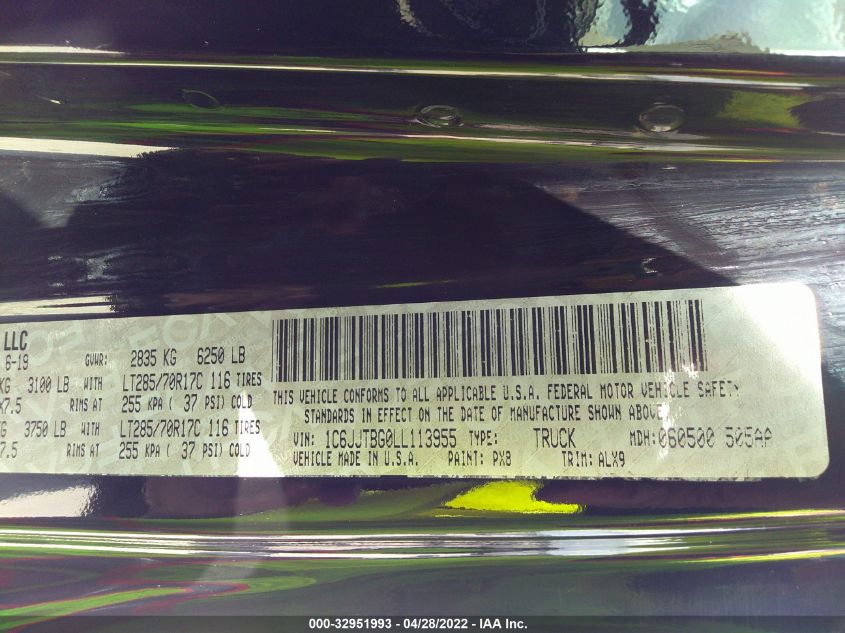 LLC
6-19 GVWR: 2835 KG 6250 LB
KG 3100 LB WITH LT285/70R17C 116 TIRES
X7.5 RIMS AT 255 KPA ( 37 PSI) COLD
KG 3750 LB WITH LT285/70R17C 116 TIRES
7.5 RIMS AT 255 KPA ( 37 PSI) COLD
THIS VEHICLE CONFORMS TO ALL APPLICABLE U.S.A. FEDERAL MOTOR VEHICLE SAFETY
STANDARDS IN EFFECT ON THE DATE OF MANUFACTURE SHOWN ABOVE.
VIN: 1C6JJTBG0LL113955 TYPE: TRUCK MDH: 060500 505AA
VEHICLE MADE IN U.S.A. PAINT: PX8 TRIM: ALX9
000-32951993 - 04/28/2022 - IAA Inc.